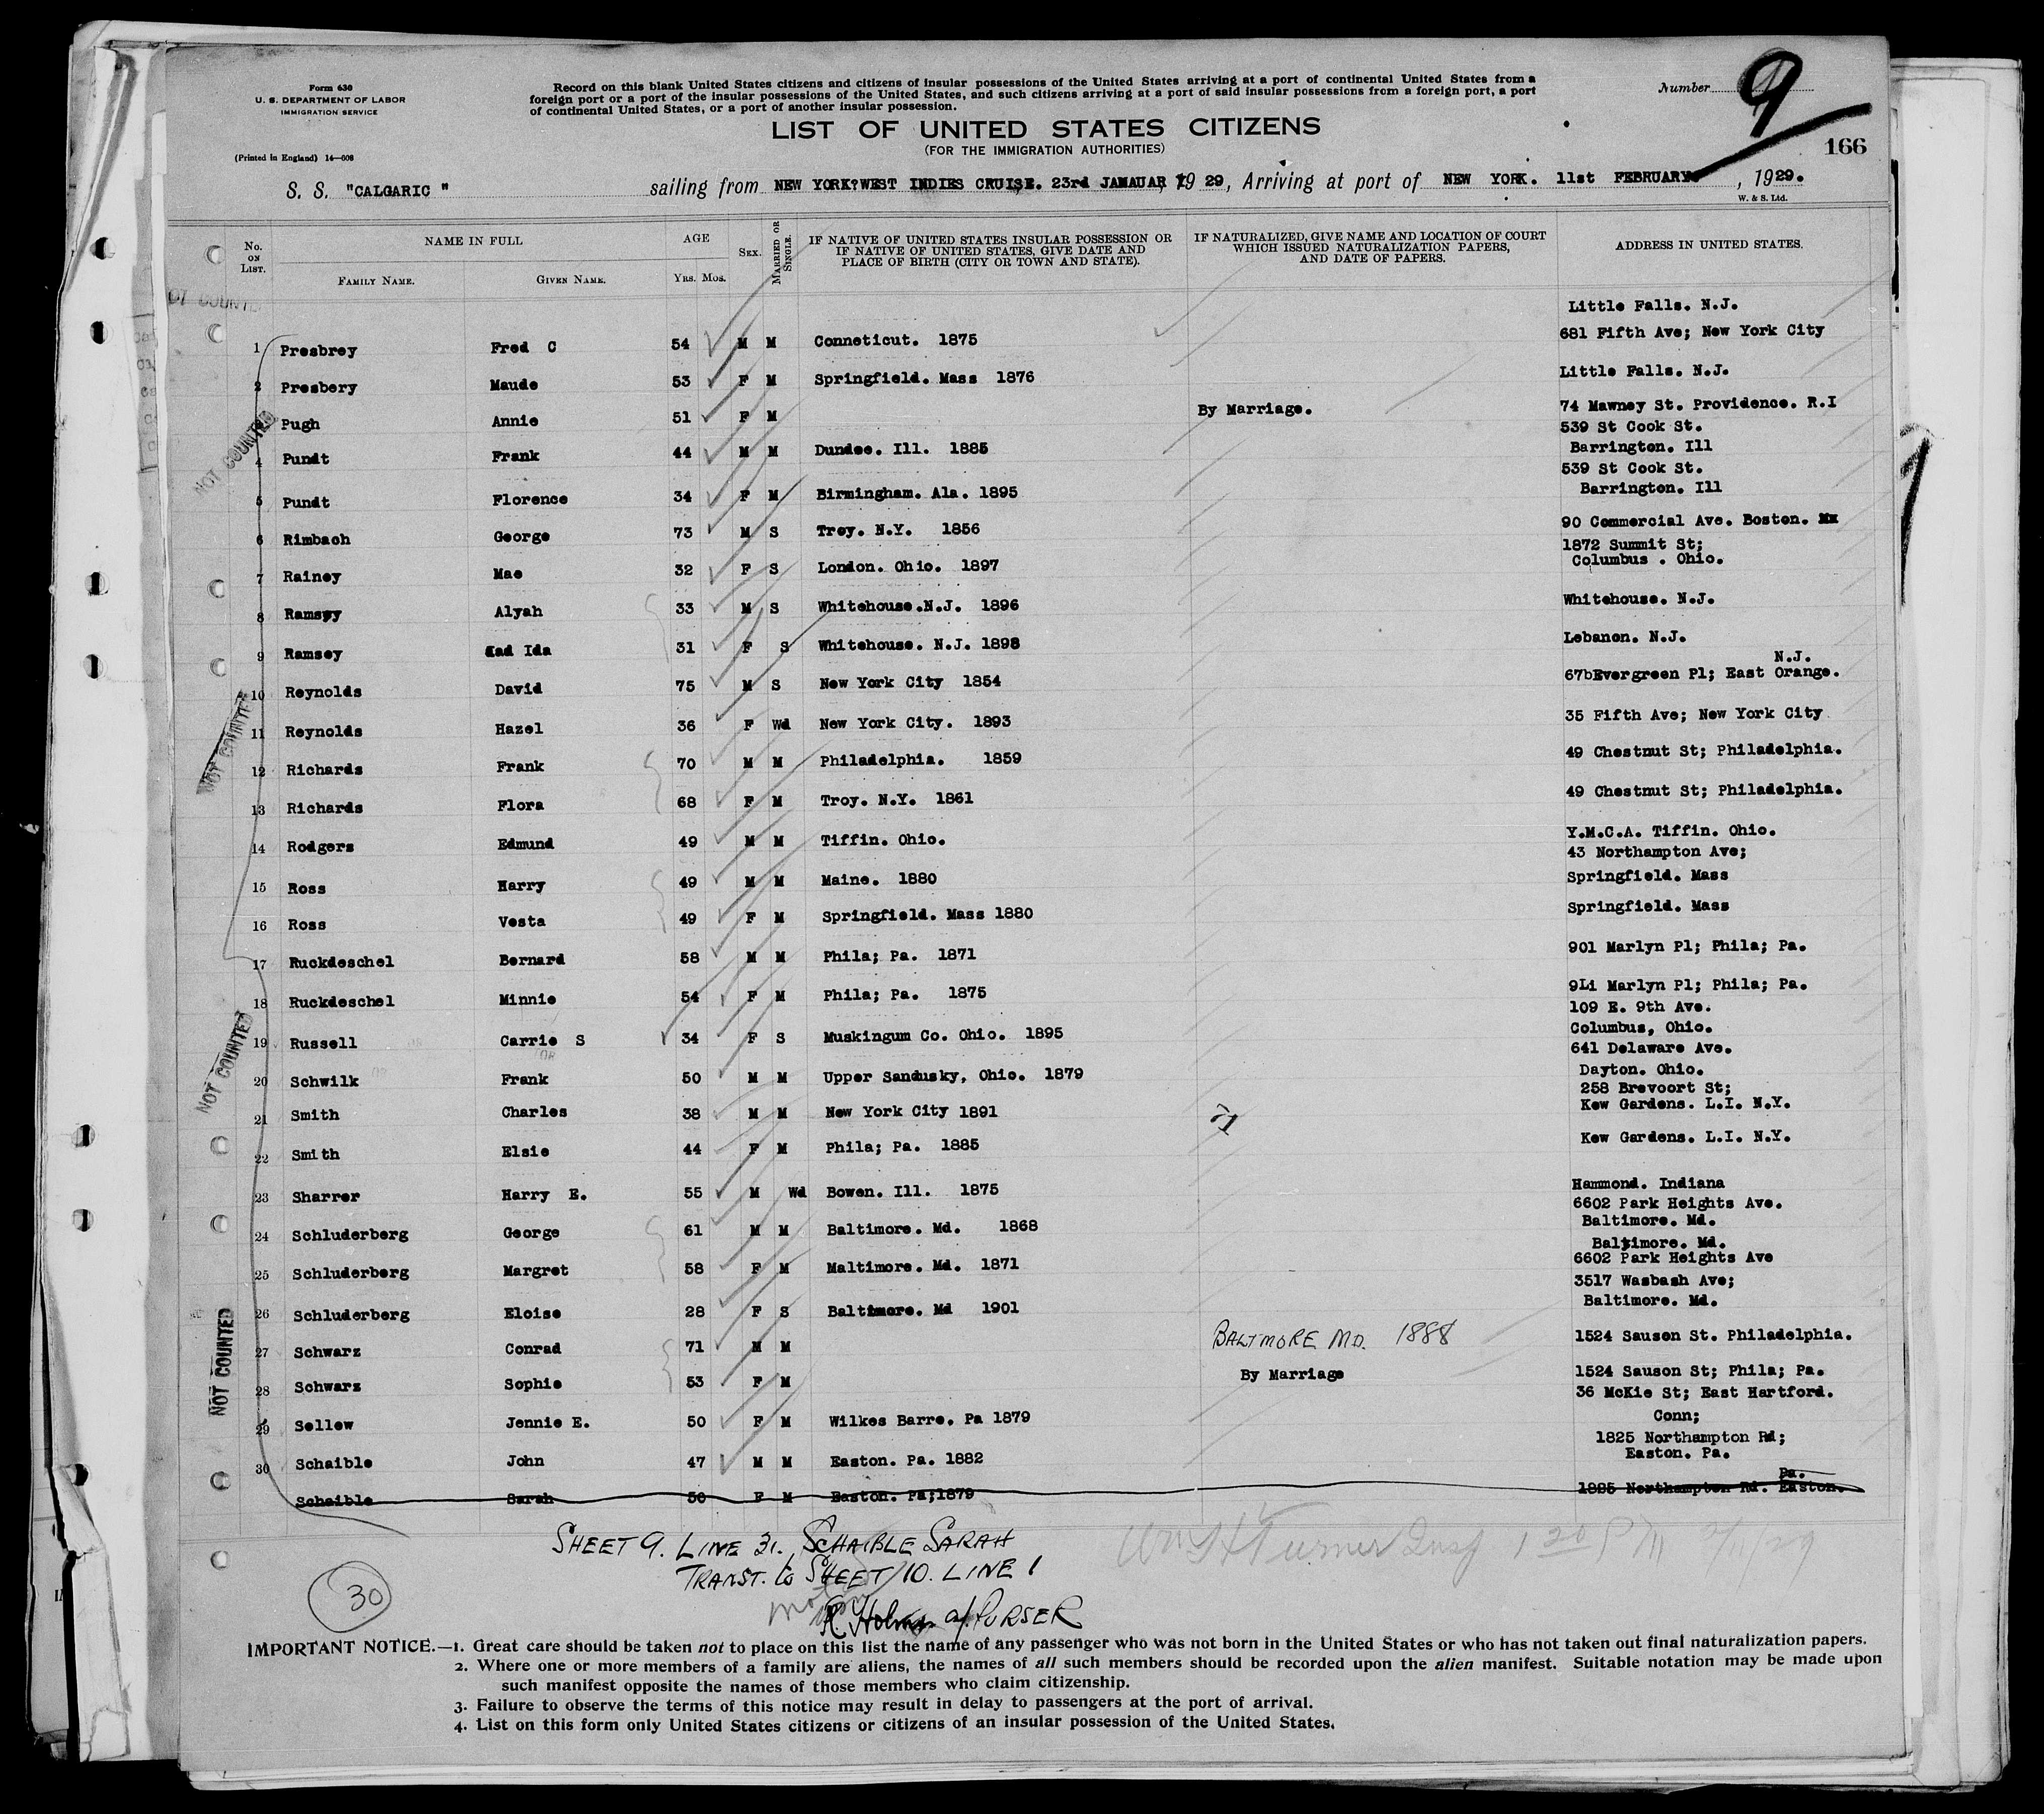 Form 630
U. S. DEPARTMENT OF LABOR
IMMIGRATION SERVICE
(Printed in England) 14—608
Record on this blank United States citizens and citizens of insular possessions of the United States arriving at a port of continental United States from a
foreign port or a port of the insular possessions of the United States, and such citizens arriving at a port of said insular possessions from a foreign port, a port
of continental United States, or a port of another insular possession.
Number 9
LIST OF UNITED STATES CITIZENS
(FOR THE IMMIGRATION AUTHORITIES)
166
S. S. "CALGARIC " sailing from NEW YORK?WEST INDIES CRUISE. 23rd JAMAUAR 1929, Arriving at port of NEW YORK. 11st FEBRUARY. , 1929.
W. & S. Ltd.
No. ON LIST. NAME IN FULL AGE SEX. MARRIED OR SINGLE. IF NATIVE OF UNITED STATES INSULAR POSSESSION OR IF NATIVE OF UNITED STATES, GIVE DATE AND PLACE OF BIRTH (CITY OR TOWN AND STATE). IF NATURALIZED, GIVE NAME AND LOCATION OF COURT WHICH ISSUED NATURALIZATION PAPERS, AND DATE OF PAPERS. ADDRESS IN UNITED STATES.
FAMILY NAME. GIVEN NAME. YRS. MOS.
OT COUNTE
Little Falls. N.J.
1 Presbrey Fred C 54 M M Conneticut. 1875 681 Fifth Ave; New York City
2 Presbery Maude 53 F M Springfield. Mass 1876 Little Falls. N.J.
3 Pugh Annie 51 F M By Marriage. 74 Mawney St. Providence. R.I
539 St Cook St.
4 Pundt Frank 44 M M Dundee. Ill. 1885 Barrington. Ill
539 St Cook St.
5 Pundt Florence 34 F M Birmingham. Ala. 1895 Barrington. Ill
6 Rimbach George 73 M S Troy. N.Y. 1856 90 Commercial Ave. Boston.
1872 Summit St;
7 Rainey Mae 32 F S London. Ohio. 1897 Columbus . Ohio.
8 Ramsey Alyah 33 M S Whitehouse.N.J. 1896 Whitehouse. N.J.
9 Ramsey Ida 31 F S Whitehouse. N.J. 1898 Lebanon. N.J.
N.J.
10 Reynolds David 75 M S New York City 1854 67bEvergreen Pl; East Orange.
11 Reynolds Hazel 36 F Wd New York City. 1893 35 Fifth Ave; New York City
12 Richards Frank 70 M M Philadelphia. 1859 49 Chestnut St; Philadelphia.
13 Richards Flora 68 F M Troy. N.Y. 1861 49 Chestnut St; Philadelphia.
14 Rodgers Edmund 49 M M Tiffin. Ohio. Y.M.C.A. Tiffin. Ohio.
43 Northampton Ave;
15 Ross Harry 49 M M Maine. 1880 Springfield. Mass
16 Ross Vesta 49 F M Springfield. Mass 1880 Springfield. Mass
17 Ruckdeschel Bernard 58 M M Phila; Pa. 1871 901 Marlyn Pl; Phila; Pa.
18 Ruckdeschel Minnie 54 F M Phila; Pa. 1875 9Li Marlyn Pl; Phila; Pa.
109 E. 9th Ave.
19 Russell Carrie S 34 F S Muskingum Co. Ohio. 1895 Columbus, Ohio.
641 Delaware Ave.
20 Schwilk Frank 50 M M Upper Sandusky, Ohio. 1879 Dayton. Ohio.
258 Brevoort St;
21 Smith Charles 38 M M New York City 1891 Kew Gardens. L.I. N.Y.
22 Smith Elsie 44 F M Phila; Pa. 1885 Kew Gardens. L.I. N.Y.
23 Sharrer Harry E. 55 M Wd Bowen. Ill. 1875 Hammond. Indiana
6602 Park Heights Ave.
24 Schluderberg George 61 M M Baltimore. Md. 1868 Baltimore. Md.
Baltimore. Md.
25 Schluderberg Margret 58 F M Maltimore. Md. 1871 6602 Park Heights Ave
3517 Wasbash Ave;
26 Schluderberg Eloise 28 F S Baltimore. Md 1901 Baltimore. Md.
27 Schwarz Conrad 71 M M BALTMORE MD. 1888 1524 Sauson St. Philadelphia.
28 Schwarz Sophie 53 F M By Marriage 1524 Sauson St; Phila; Pa.
36 McKie St; East Hartford.
29 Sellew Jennie E. 50 F M Wilkes Barre. Pa 1879 Conn;
1825 Northampton Rd;
30 Schaible John 47 M M Easton. Pa. 1882 Easton. Pa.
Pa.
Schaible Sarah 50 F M Easton. Pa;1879 1825 Northampton Rd. Easton.
NOT COUNTED
NOT COUNTED
NOT COUNTED
NOT COUNTED
SHEET 9. LINE 31. SCHAIBLE SARAH
TRANST. to SHEET 10. LINE 1
Wm H Turner Insp 1 20 PM 2/11/29
30
R. Holms a/PURSER
IMPORTANT NOTICE.—1. Great care should be taken not to place on this list the name of any passenger who was not born in the United States or who has not taken out final naturalization papers.
2. Where one or more members of a family are aliens, the names of all such members should be recorded upon the alien manifest. Suitable notation may be made upon
such manifest opposite the names of those members who claim citizenship.
3. Failure to observe the terms of this notice may result in delay to passengers at the port of arrival.
4. List on this form only United States citizens or citizens of an insular possession of the United States.